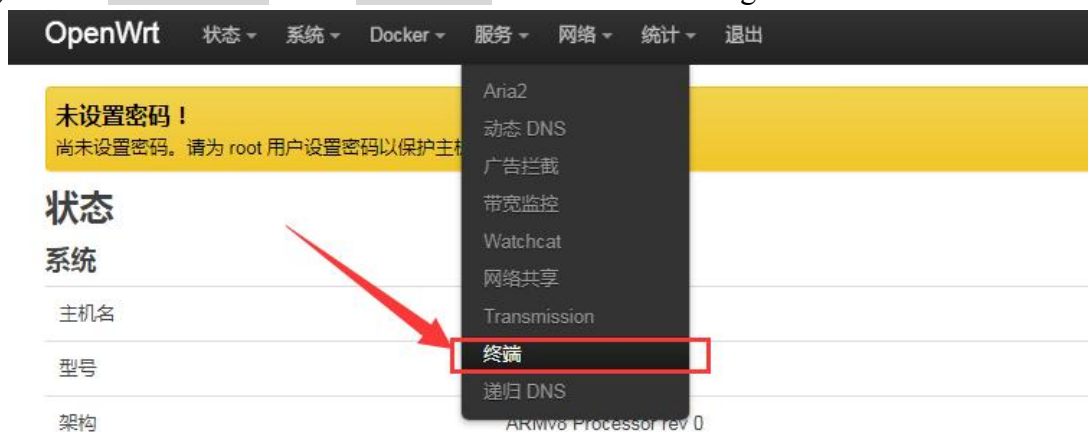 OpenWrt 状态 系统 Docker 服务 网络 统计 退出
Aria2
动态 DNS
广告拦截
带宽监控
Watchcat
网络共享
Transmission
终端
递归 DNS
未设置密码！
尚未设置密码。请为 root 用户设置密码以保护主机
状态
系统
主机名
型号
架构 ARMv8 Processor rev 0